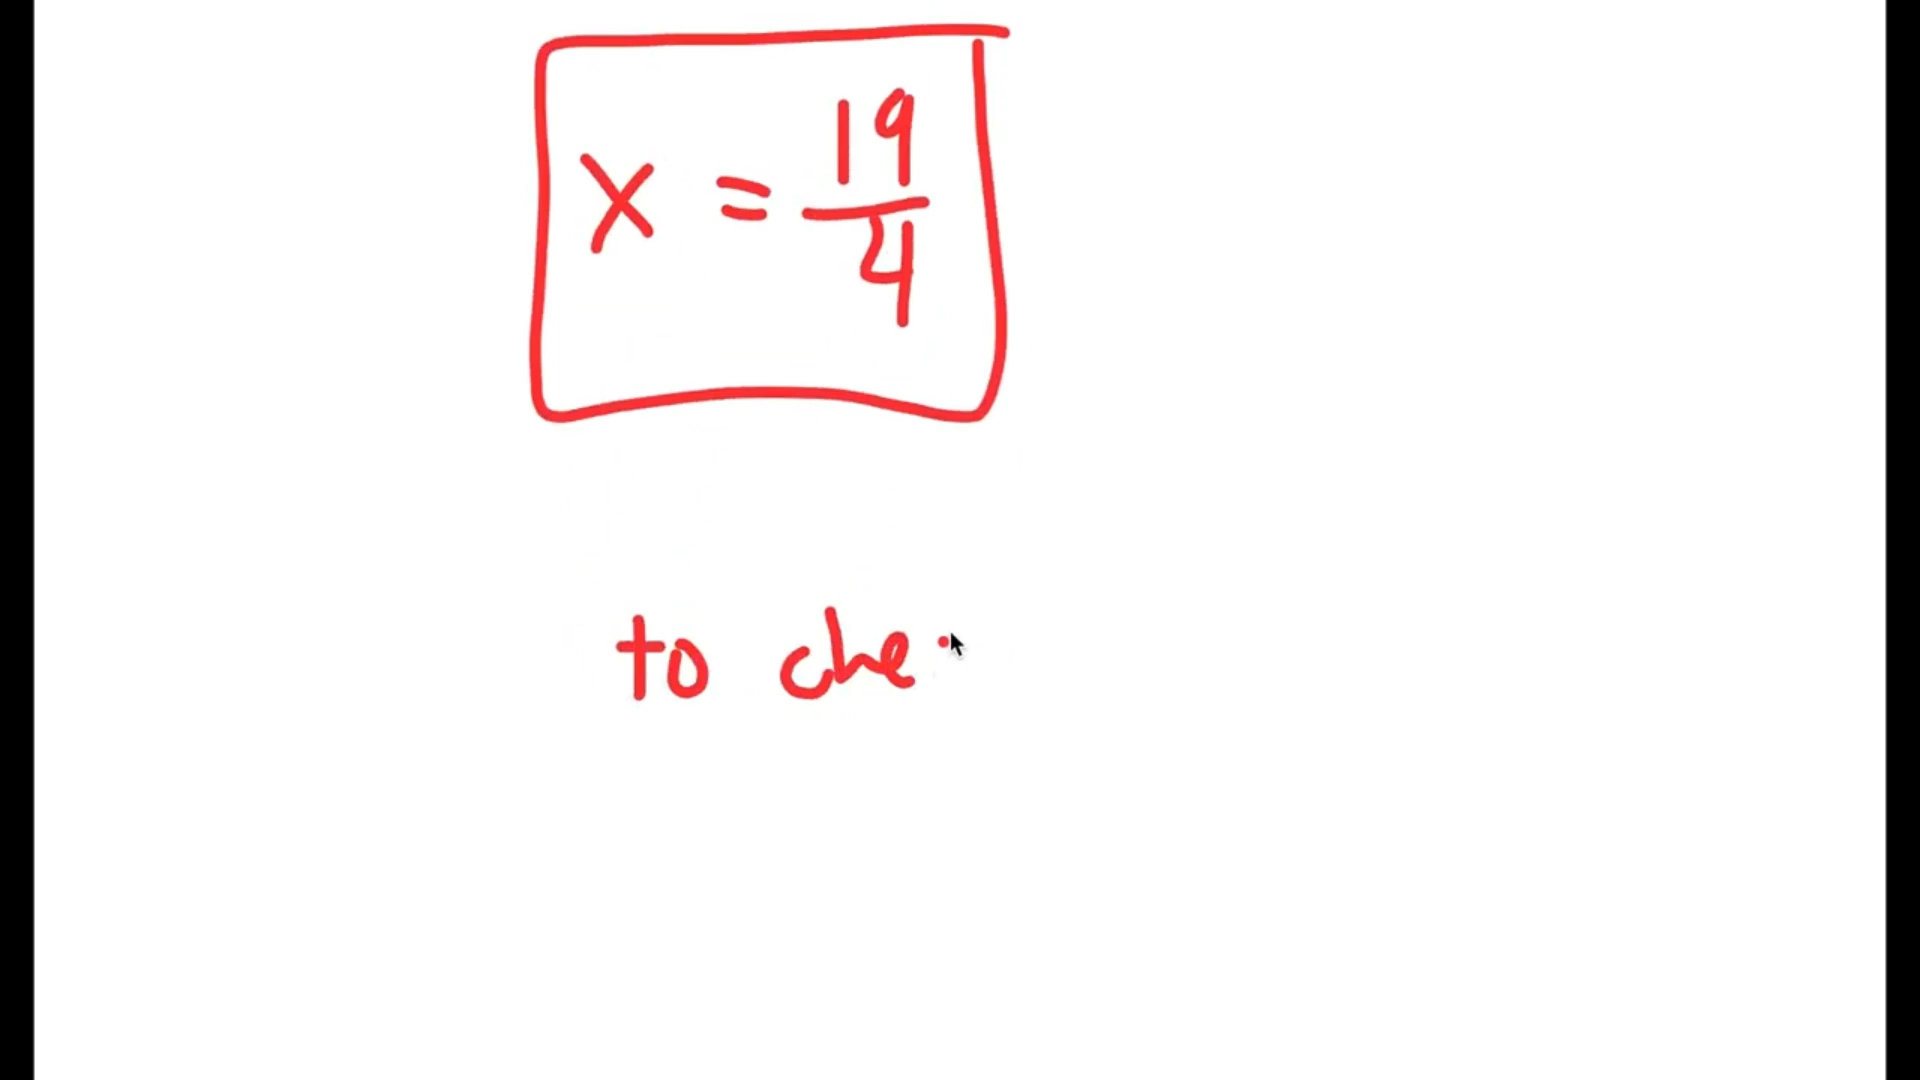 x = 19/4
to che